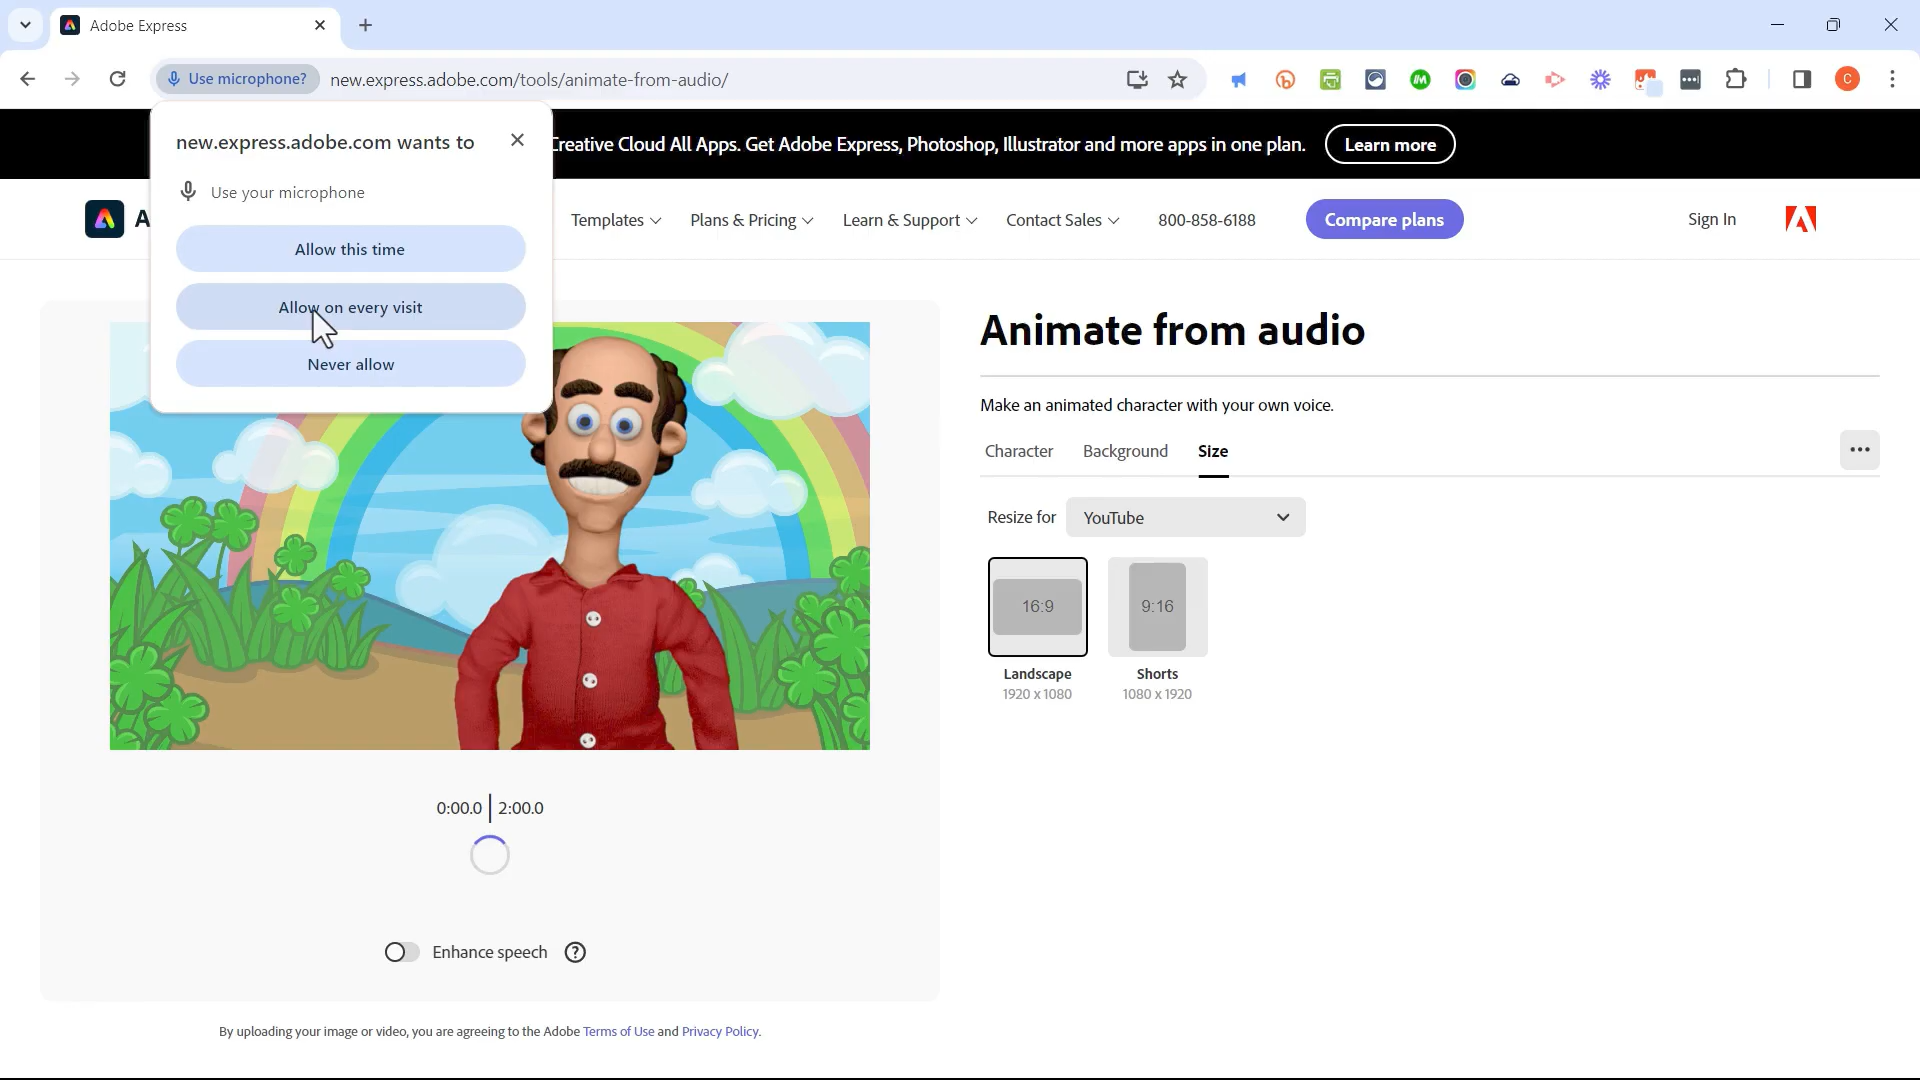 Adobe Express
Use microphone?
new.express.adobe.com/tools/animate-from-audio/
C
new.express.adobe.com wants to
Use your microphone
Allow this time
Allow on every visit
Never allow
Creative Cloud All Apps. Get Adobe Express, Photoshop, Illustrator and more apps in one plan.
Learn more
A
Templates
Plans & Pricing
Learn & Support
Contact Sales
800-858-6188
Compare plans
Sign In
Animate from audio
Make an animated character with your own voice.
Character
Background
Size
Resize for
YouTube
16:9
9:16
Landscape
Shorts
1920 x 1080
1080 x 1920
0:00.0
2:00.0
Enhance speech
By uploading your image or video, you are agreeing to the Adobe Terms of Use and Privacy Policy.